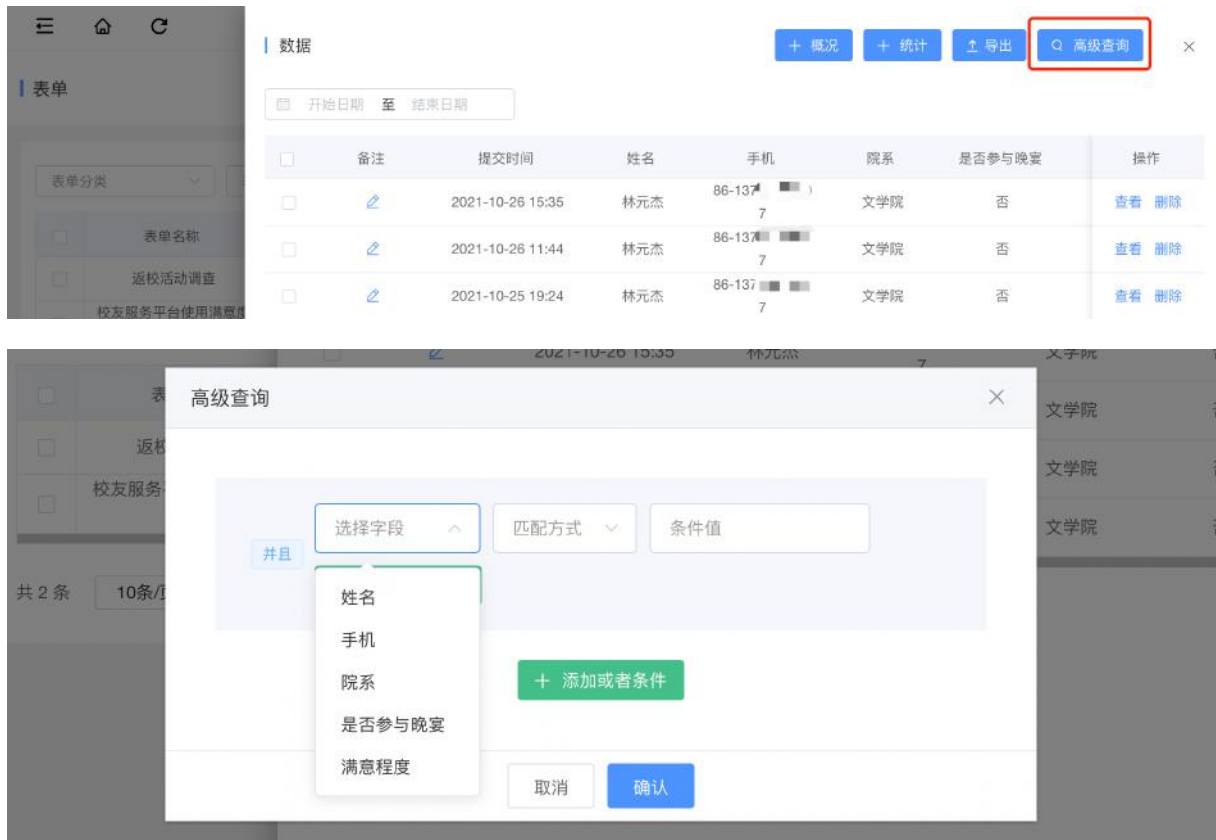 数据
+ 概况
+ 统计
导出
高级查询
表单
开始日期 至 结束日期
表单分类
备注 提交时间 姓名 手机 院系 是否参与晚宴 操作
表单名称
2021-10-26 15:35 林元杰 86-137 7 文学院 否 查看 删除
返校活动调查
2021-10-26 11:44 林元杰 86-137 7 文学院 否 查看 删除
校友服务平台使用满意度
2021-10-25 19:24 林元杰 86-137 7 文学院 否 查看 删除
2021-10-26 15:35 林元杰 7 文学院
表
高级查询
文学院
返校
校友服务
文学院
选择字段 匹配方式 条件值
文学院
并且
共 2 条 10条/页
姓名
手机
院系
+ 添加或者条件
是否参与晚宴
满意程度
取消 确认